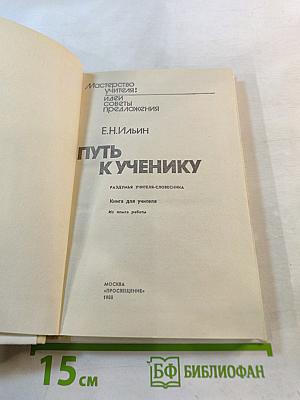 Мастерство
учителя:
идеи
советы
предложения
Е.Н.Ильин
ПУТЬ
К УЧЕНИКУ
РАЗДУМЬЯ УЧИТЕЛЯ-СЛОВЕСНИКА
Книга для учителя
Из опыта работы
МОСКВА
«ПРОСВЕЩЕНИЕ»
1988
15 см
БФ БИБЛИОФАН